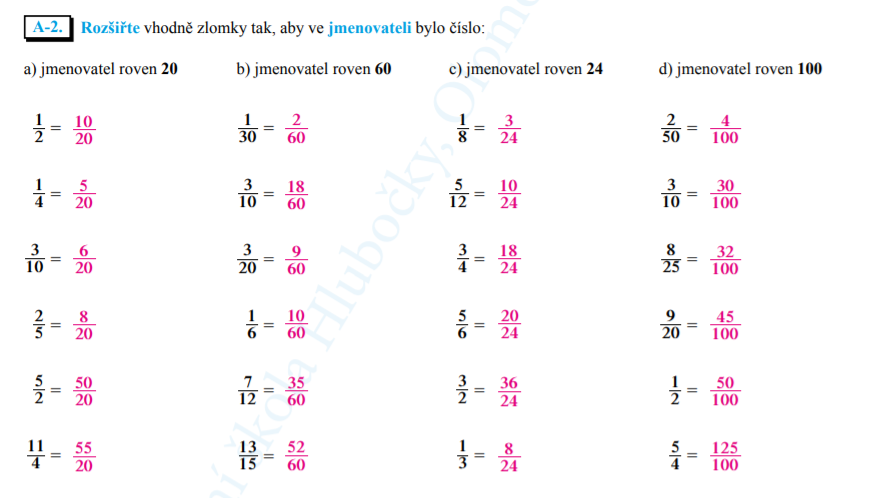 A-2. Rozšiřte vhodně zlomky tak, aby ve jmenovateli bylo číslo:
a) jmenovatel roven 20 b) jmenovatel roven 60 c) jmenovatel roven 24 d) jmenovatel roven 100
1/2 = 10/20 1/30 = 2/60 1/8 = 3/24 2/50 = 4/100
1/4 = 5/20 3/10 = 18/60 5/12 = 10/24 3/10 = 30/100
3/10 = 6/20 3/20 = 9/60 3/4 = 18/24 8/25 = 32/100
2/5 = 8/20 1/6 = 10/60 5/6 = 20/24 9/20 = 45/100
5/2 = 50/20 7/12 = 35/60 3/2 = 36/24 1/2 = 50/100
11/4 = 55/20 13/15 = 52/60 1/3 = 8/24 5/4 = 125/100
škola Hlubočky,